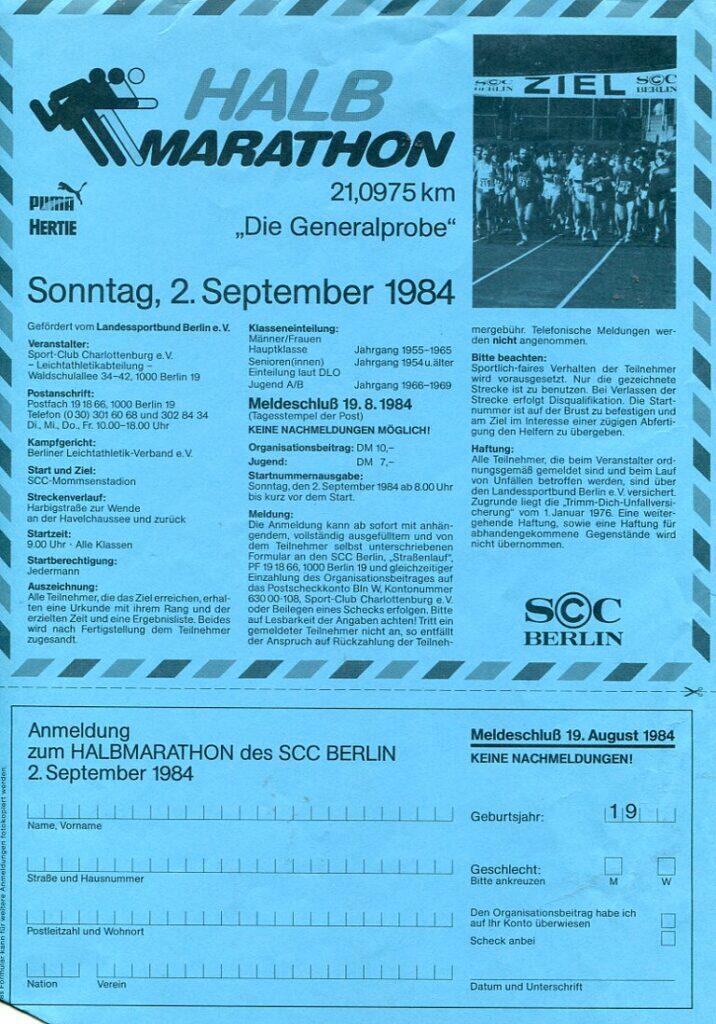 HALB
MARATHON
21,0975 km
„Die Generalprobe“
PUMA
HERTIE
SCC BERLIN ZIEL SCC BERLIN
Sonntag, 2. September 1984
Gefördert vom Landessportbund Berlin e.V.
Veranstalter:
Sport-Club Charlottenburg e.V.
– Leichtathletikabteilung –
Waldschulallee 34–42, 1000 Berlin 19
Postanschrift:
Postfach 19 18 66, 1000 Berlin 19
Telefon (0 30) 301 60 68 und 302 84 34
Di., Mi., Do., Fr. 10.00–18.00 Uhr
Kampfgericht:
Berliner Leichtathletik-Verband e.V.
Start und Ziel:
SCC-Mommsenstadion
Streckenverlauf:
Harbigstraße zur Wende
an der Havelchaussee und zurück
Startzeit:
9.00 Uhr · Alle Klassen
Startberechtigung:
Jedermann
Auszeichnung:
Alle Teilnehmer, die das Ziel erreichen, erhal-
ten eine Urkunde mit ihrem Rang und der
erzielten Zeit und eine Ergebnisliste. Beides
wird nach Fertigstellung dem Teilnehmer
zugesandt.
Klasseneinteilung:
Männer/Frauen
Hauptklasse Jahrgang 1955–1965
Senioren(innen) Jahrgang 1954 u. älter
Einteilung laut DLO
Jugend A/B Jahrgang 1966–1969
Meldeschluß 19. 8. 1984
(Tagesstempel der Post)
KEINE NACHMELDUNGEN MÖGLICH!
Organisationsbeitrag: DM 10,–
Jugend: DM 7,–
Startnummernausgabe:
Sonntag, den 2. September 1984 ab 8.00 Uhr
bis kurz vor dem Start.
Meldung:
Die Anmeldung kann ab sofort mit anhän-
gendem, vollständig ausgefülltem und von
dem Teilnehmer selbst unterschriebenen
Formular an den SCC Berlin, „Straßenlauf“,
PF 19 18 66, 1000 Berlin 19 und gleichzeitiger
Einzahlung des Organisationsbeitrages auf
das Postscheckkonto Bln W, Kontonummer
630 00-108, Sport-Club Charlottenburg e.V.
oder Beilegen eines Schecks erfolgen. Bitte
auf Lesbarkeit der Angaben achten! Tritt ein
gemeldeter Teilnehmer nicht an, so entfällt
der Anspruch auf Rückzahlung der Teilneh-
mergebühr. Telefonische Meldungen wer-
den nicht angenommen.
Bitte beachten:
Sportlich-faires Verhalten der Teilnehmer
wird vorausgesetzt. Nur die gezeichnete
Strecke ist zu benutzen. Bei Verlassen der
Strecke erfolgt Disqualifikation. Die Start-
nummer ist auf der Brust zu befestigen und
am Ziel im Interesse einer zügigen Abferti-
gung den Helfern zu übergeben.
Haftung:
Alle Teilnehmer, die beim Veranstalter ord-
nungsgemäß gemeldet sind und beim Lauf
von Unfällen betroffen werden, sind über
den Landessportbund Berlin e.V. versichert.
Zugrunde liegt die „Trimm-Dich-Unfallversi-
cherung“ vom 1. Januar 1976. Eine weiter-
gehende Haftung, sowie eine Haftung für
abhandengekommene Gegenstände wird
nicht übernommen.
SCC
BERLIN
Anmeldung
zum HALBMARATHON des SCC BERLIN
2. September 1984
Name, Vorname
Straße und Hausnummer
Postleitzahl und Wohnort
Nation Verein
Meldeschluß 19. August 1984
KEINE NACHMELDUNGEN!
Geburtsjahr: 19
Geschlecht:
Bitte ankreuzen M W
Den Organisationsbeitrag habe ich
auf Ihr Konto überwiesen
Scheck anbei
Datum und Unterschrift
Formular kann für weitere Anmeldungen fotokopiert werden.